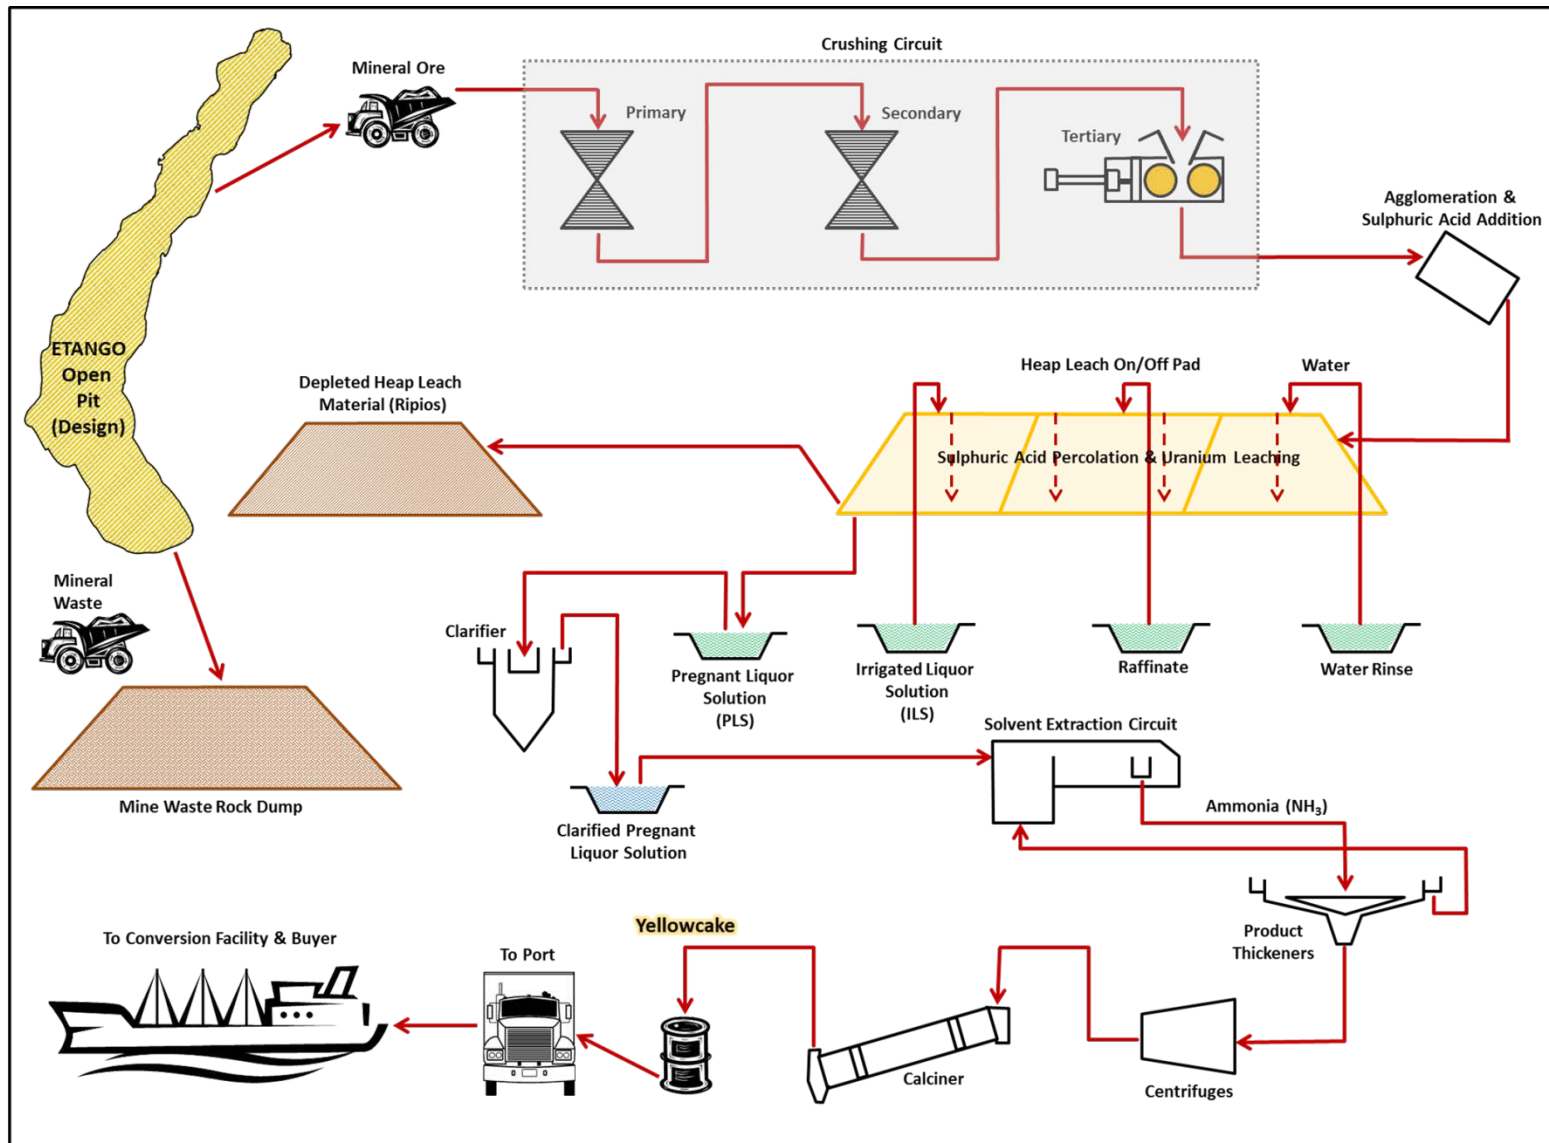 Crushing Circuit
Mineral Ore
Primary
Secondary
Tertiary
Agglomeration &
Sulphuric Acid Addition
ETANGO
Open
Pit
(Design)
Depleted Heap Leach
Material (Ripios)
Heap Leach On/Off Pad
Water
Sulphuric Acid Percolation & Uranium Leaching
Mineral
Waste
Clarifier
Pregnant Liquor
Solution
(PLS)
Irrigated Liquor
Solution
(ILS)
Raffinate
Water Rinse
Mine Waste Rock Dump
Clarified Pregnant
Liquor Solution
Solvent Extraction Circuit
Ammonia (NH₃)
Product
Thickeners
Yellowcake
To Conversion Facility & Buyer
To Port
Calciner
Centrifuges